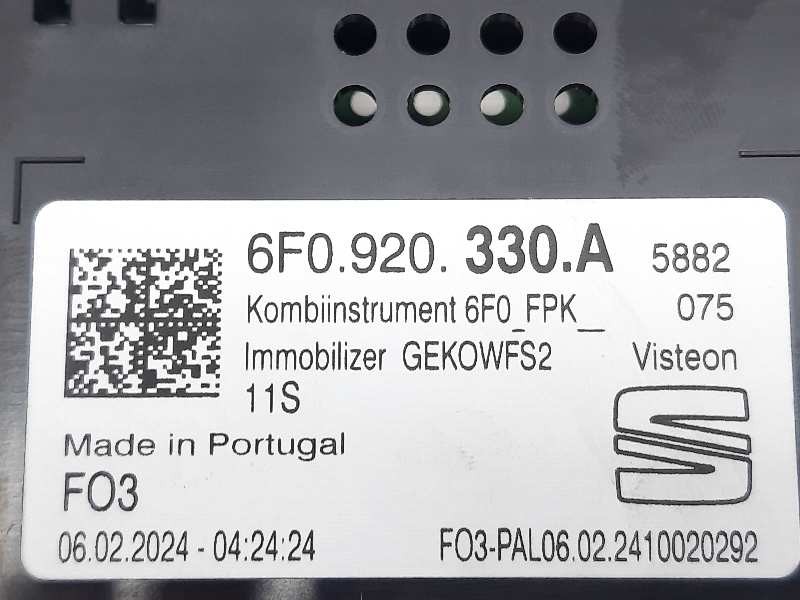 6F0.920. 330.A 5882
Kombiinstrument 6F0_FPK__ 075
Immobilizer GEKOWFS2 Visteon
11S
Made in Portugal
FO3
06.02.2024 - 04:24:24 FO3-PAL06.02.2410020292